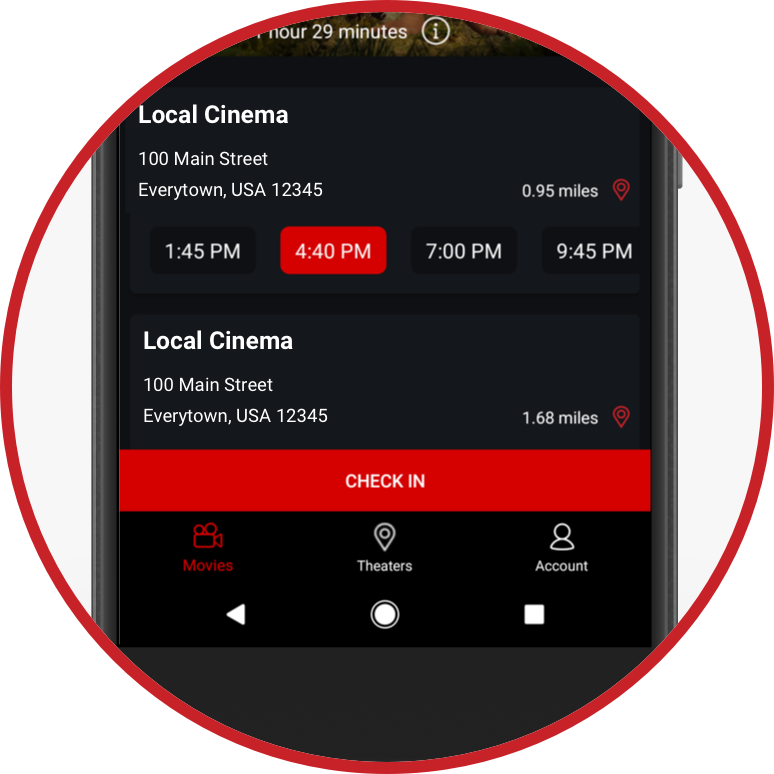 hour 29 minutes
Local Cinema
100 Main Street
Everytown, USA 12345
0.95 miles
1:45 PM 4:40 PM 7:00 PM 9:45 PM
Local Cinema
100 Main Street
Everytown, USA 12345
1.68 miles
CHECK IN
Movies Theaters Account